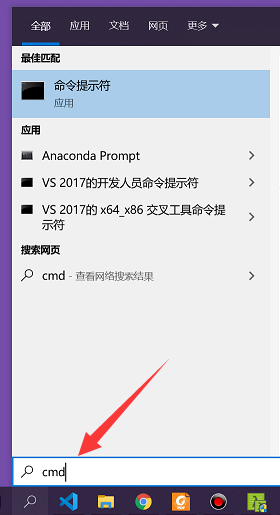 全部 应用 文档 网页 更多
最佳匹配
命令提示符
应用
应用
Anaconda Prompt
VS 2017的开发人员命令提示符
VS 2017的 x64_x86 交叉工具命令提
示符
搜索网页
cmd - 查看网络搜索结果
cmd